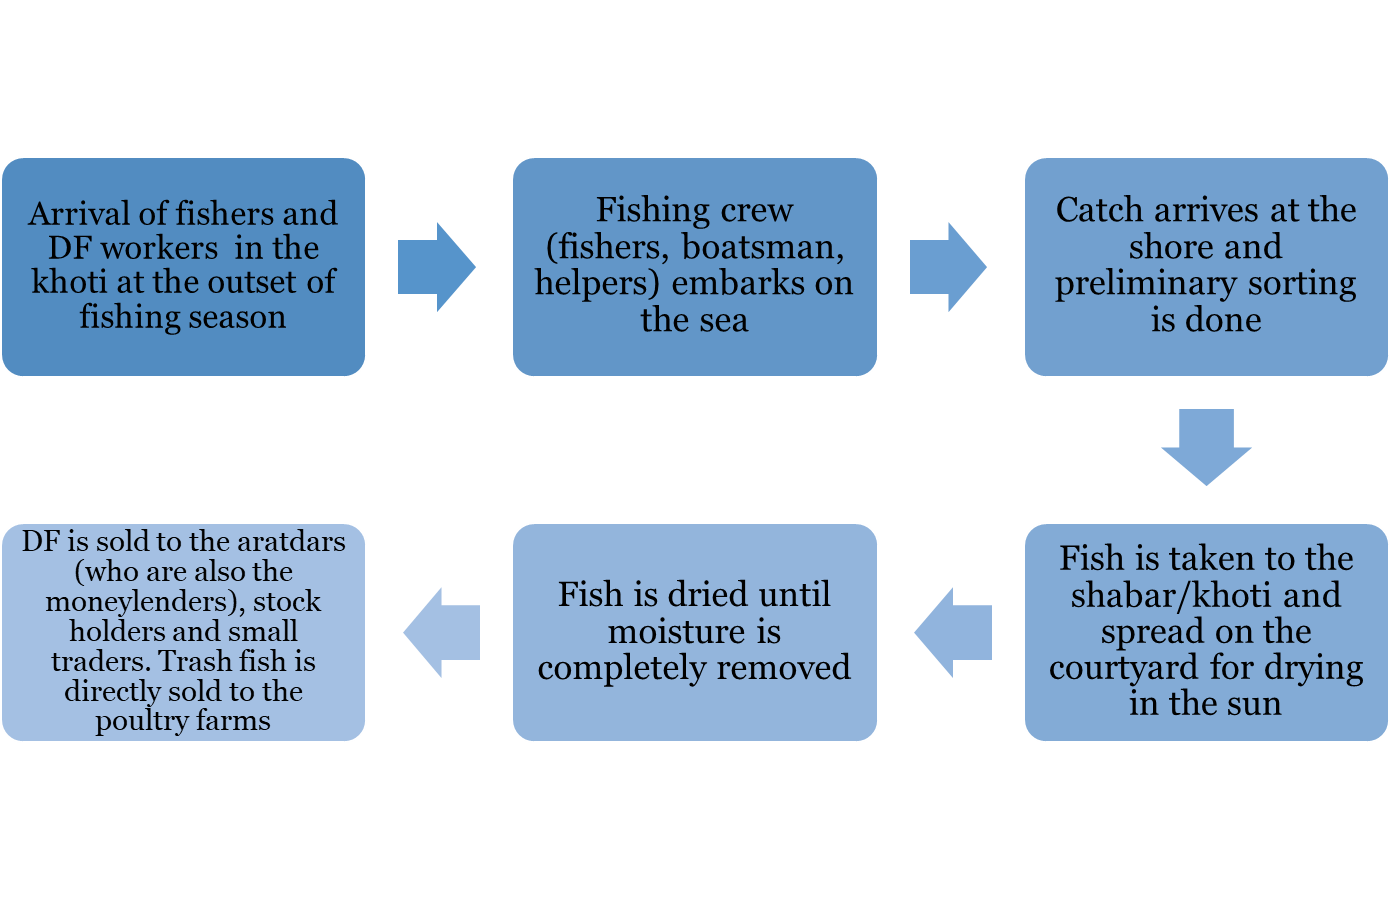 Arrival of fishers and
DF workers in the
khoti at the outset of
fishing season
Fishing crew
(fishers, boatsman,
helpers) embarks on
the sea
Catch arrives at the
shore and
preliminary sorting
is done
Fish is taken to the
shabar/khoti and
spread on the
courtyard for drying
in the sun
Fish is dried until
moisture is
completely removed
DF is sold to the aratdars
(who are also the
moneylenders), stock
holders and small
traders. Trash fish is
directly sold to the
poultry farms